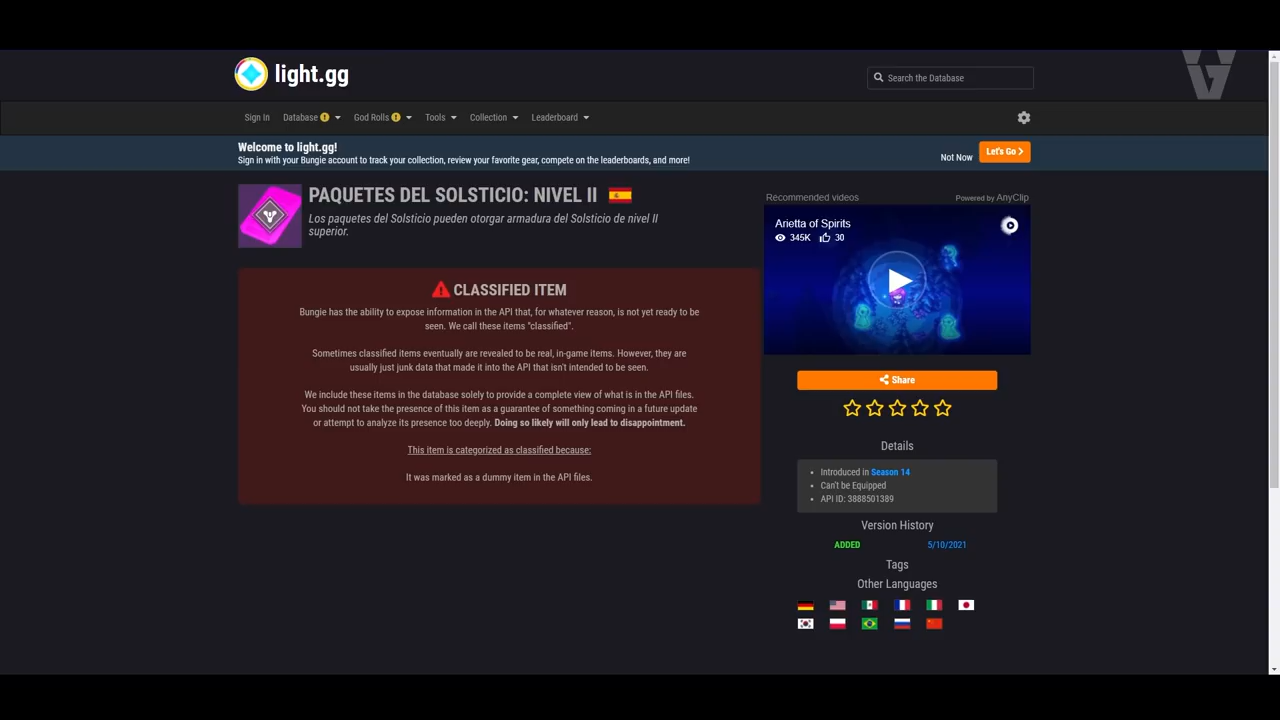 light.gg
Search the Database
Sign In Database God Rolls Tools Collection Leaderboard
Welcome to light.gg!
Sign in with your Bungie account to track your collection, review your favorite gear, compete on the leaderboards, and more!
Not Now Let's Go
PAQUETES DEL SOLSTICIO: NIVEL II
Los paquetes del Solsticio pueden otorgar armadura del Solsticio de nivel II
superior.
CLASSIFIED ITEM
Bungie has the ability to expose information in the API that, for whatever reason, is not yet ready to be
seen. We call these items "classified".
Sometimes classified items eventually are revealed to be real, in-game items. However, they are
usually just junk data that made it into the API that isn't intended to be seen.
We include these items in the database solely to provide a complete view of what is in the API files.
You should not take the presence of this item as a guarantee of something coming in a future update
or attempt to analyze its presence too deeply. Doing so likely will only lead to disappointment.
This item is categorized as classified because:
It was marked as a dummy item in the API files.
Recommended videos Powered by AnyClip
Arietta of Spirits
345K 30
Share
Details
Introduced in Season 14
Can't be Equipped
API ID: 3888501389
Version History
ADDED 5/10/2021
Tags
Other Languages